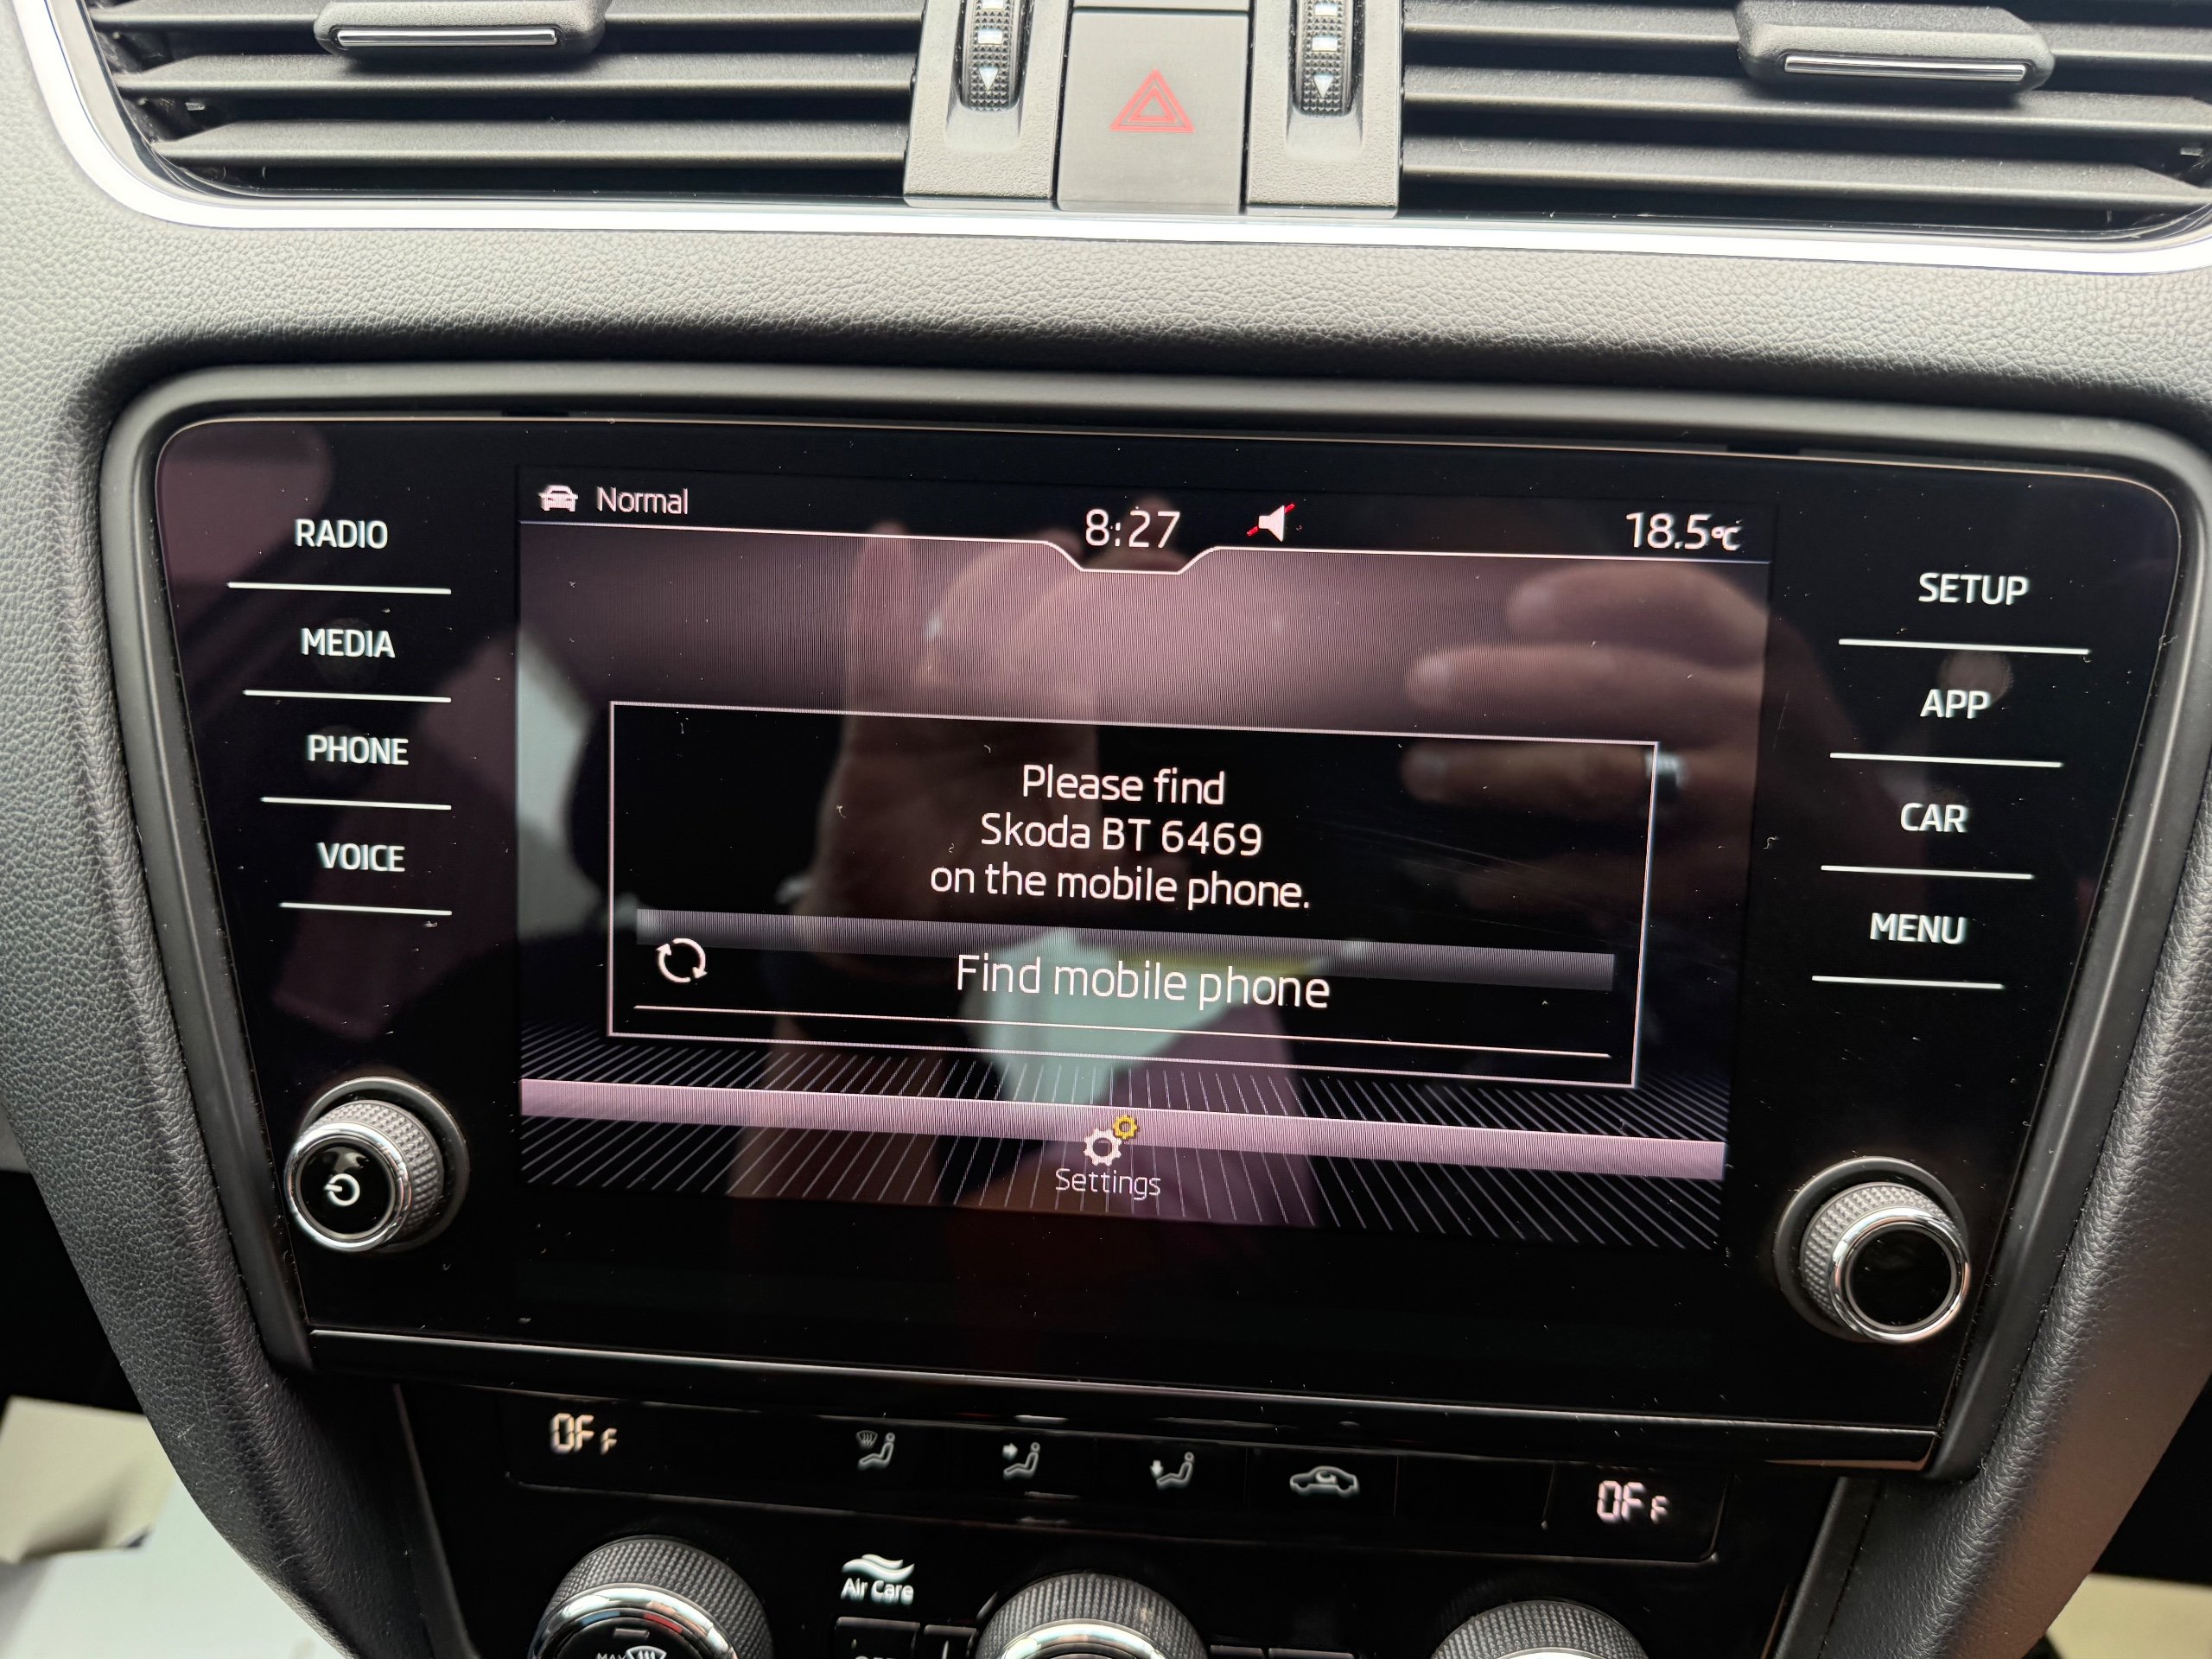 Normal
8:27
18.5°C
RADIO
MEDIA
PHONE
VOICE
SETUP
APP
CAR
MENU
Please find
Skoda BT 6469
on the mobile phone.
Find mobile phone
Settings
OFF
OFF
Air Care
MAX